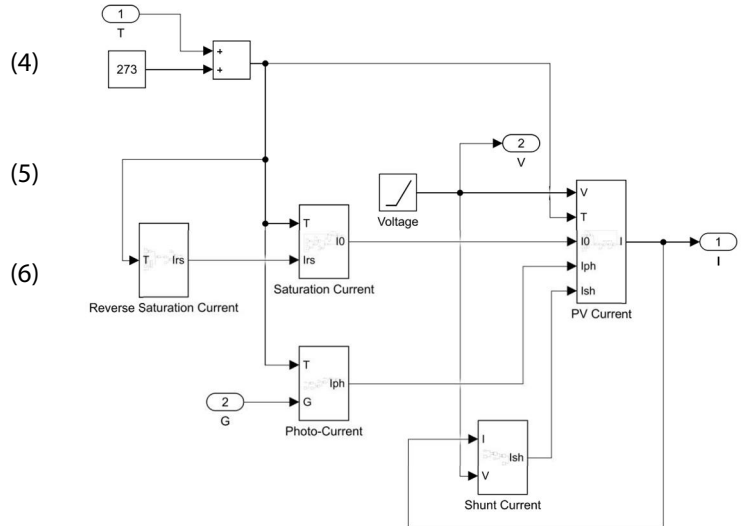 1
T
(4)
273
+
+
(5)
2
V
Voltage
V
T
I0
Iph
Ish
I
PV Current
1
I
T
Irs
I0
Saturation Current
(6)
T
Irs
Reverse Saturation Current
T
G
Iph
Photo-Current
2
G
I
V
Ish
Shunt Current